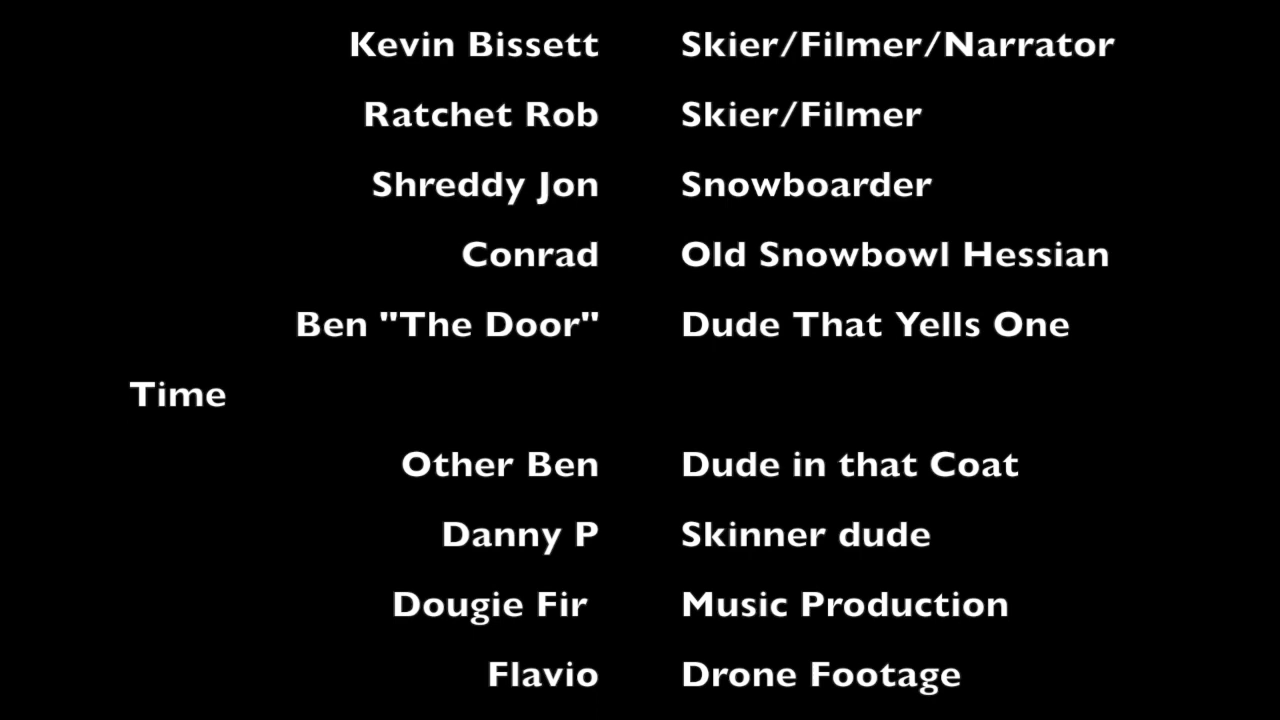 Kevin Bissett Skier/Filmer/Narrator
Ratchet Rob Skier/Filmer
Shreddy Jon Snowboarder
Conrad Old Snowbowl Hessian
Ben "The Door" Dude That Yells One
Time
Other Ben Dude in that Coat
Danny P Skinner dude
Dougie Fir Music Production
Flavio Drone Footage